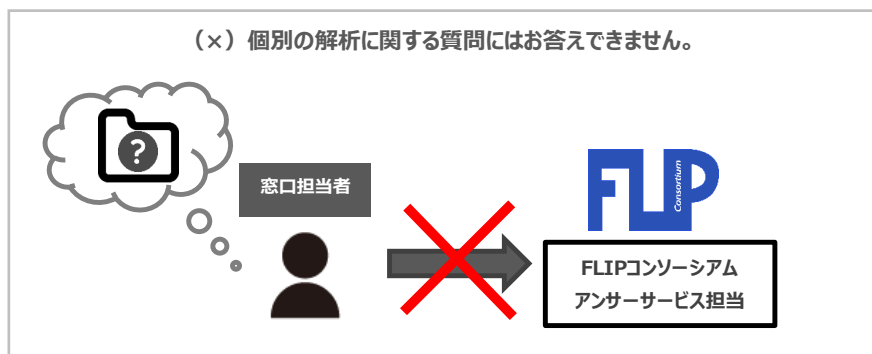 （×）個別の解析に関する質問にはお答えできません。
?
窓口担当者
FLIP
Consortium
FLIPコンソーシアム
アンサーサービス担当